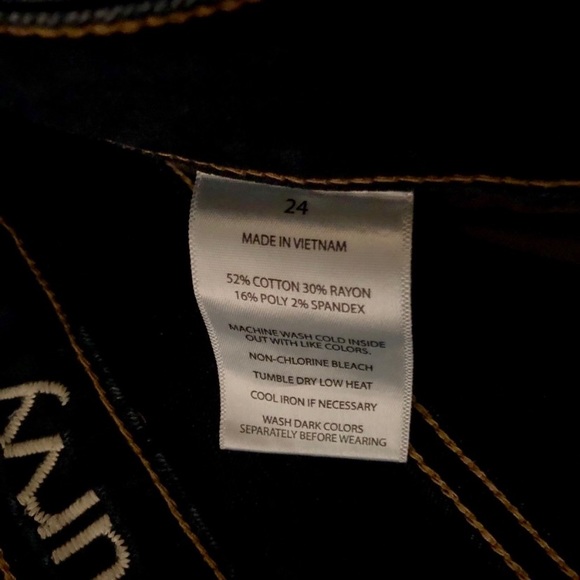 24
MADE IN VIETNAM
52% COTTON 30% RAYON
16% POLY 2% SPANDEX
MACHINE WASH COLD INSIDE
OUT WITH LIKE COLORS.
NON-CHLORINE BLEACH
TUMBLE DRY LOW HEAT
COOL IRON IF NECESSARY
WASH DARK COLORS
SEPARATELY BEFORE WEARING